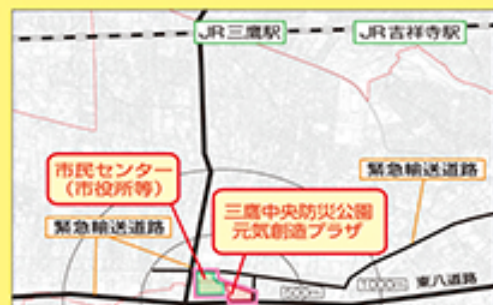 JR三鷹駅
JR吉祥寺駅
市民センター
(市役所等)
緊急輸送道路
緊急輸送道路
三鷹中央防災公園
元気創造プラザ
500m
1000m
東八道路